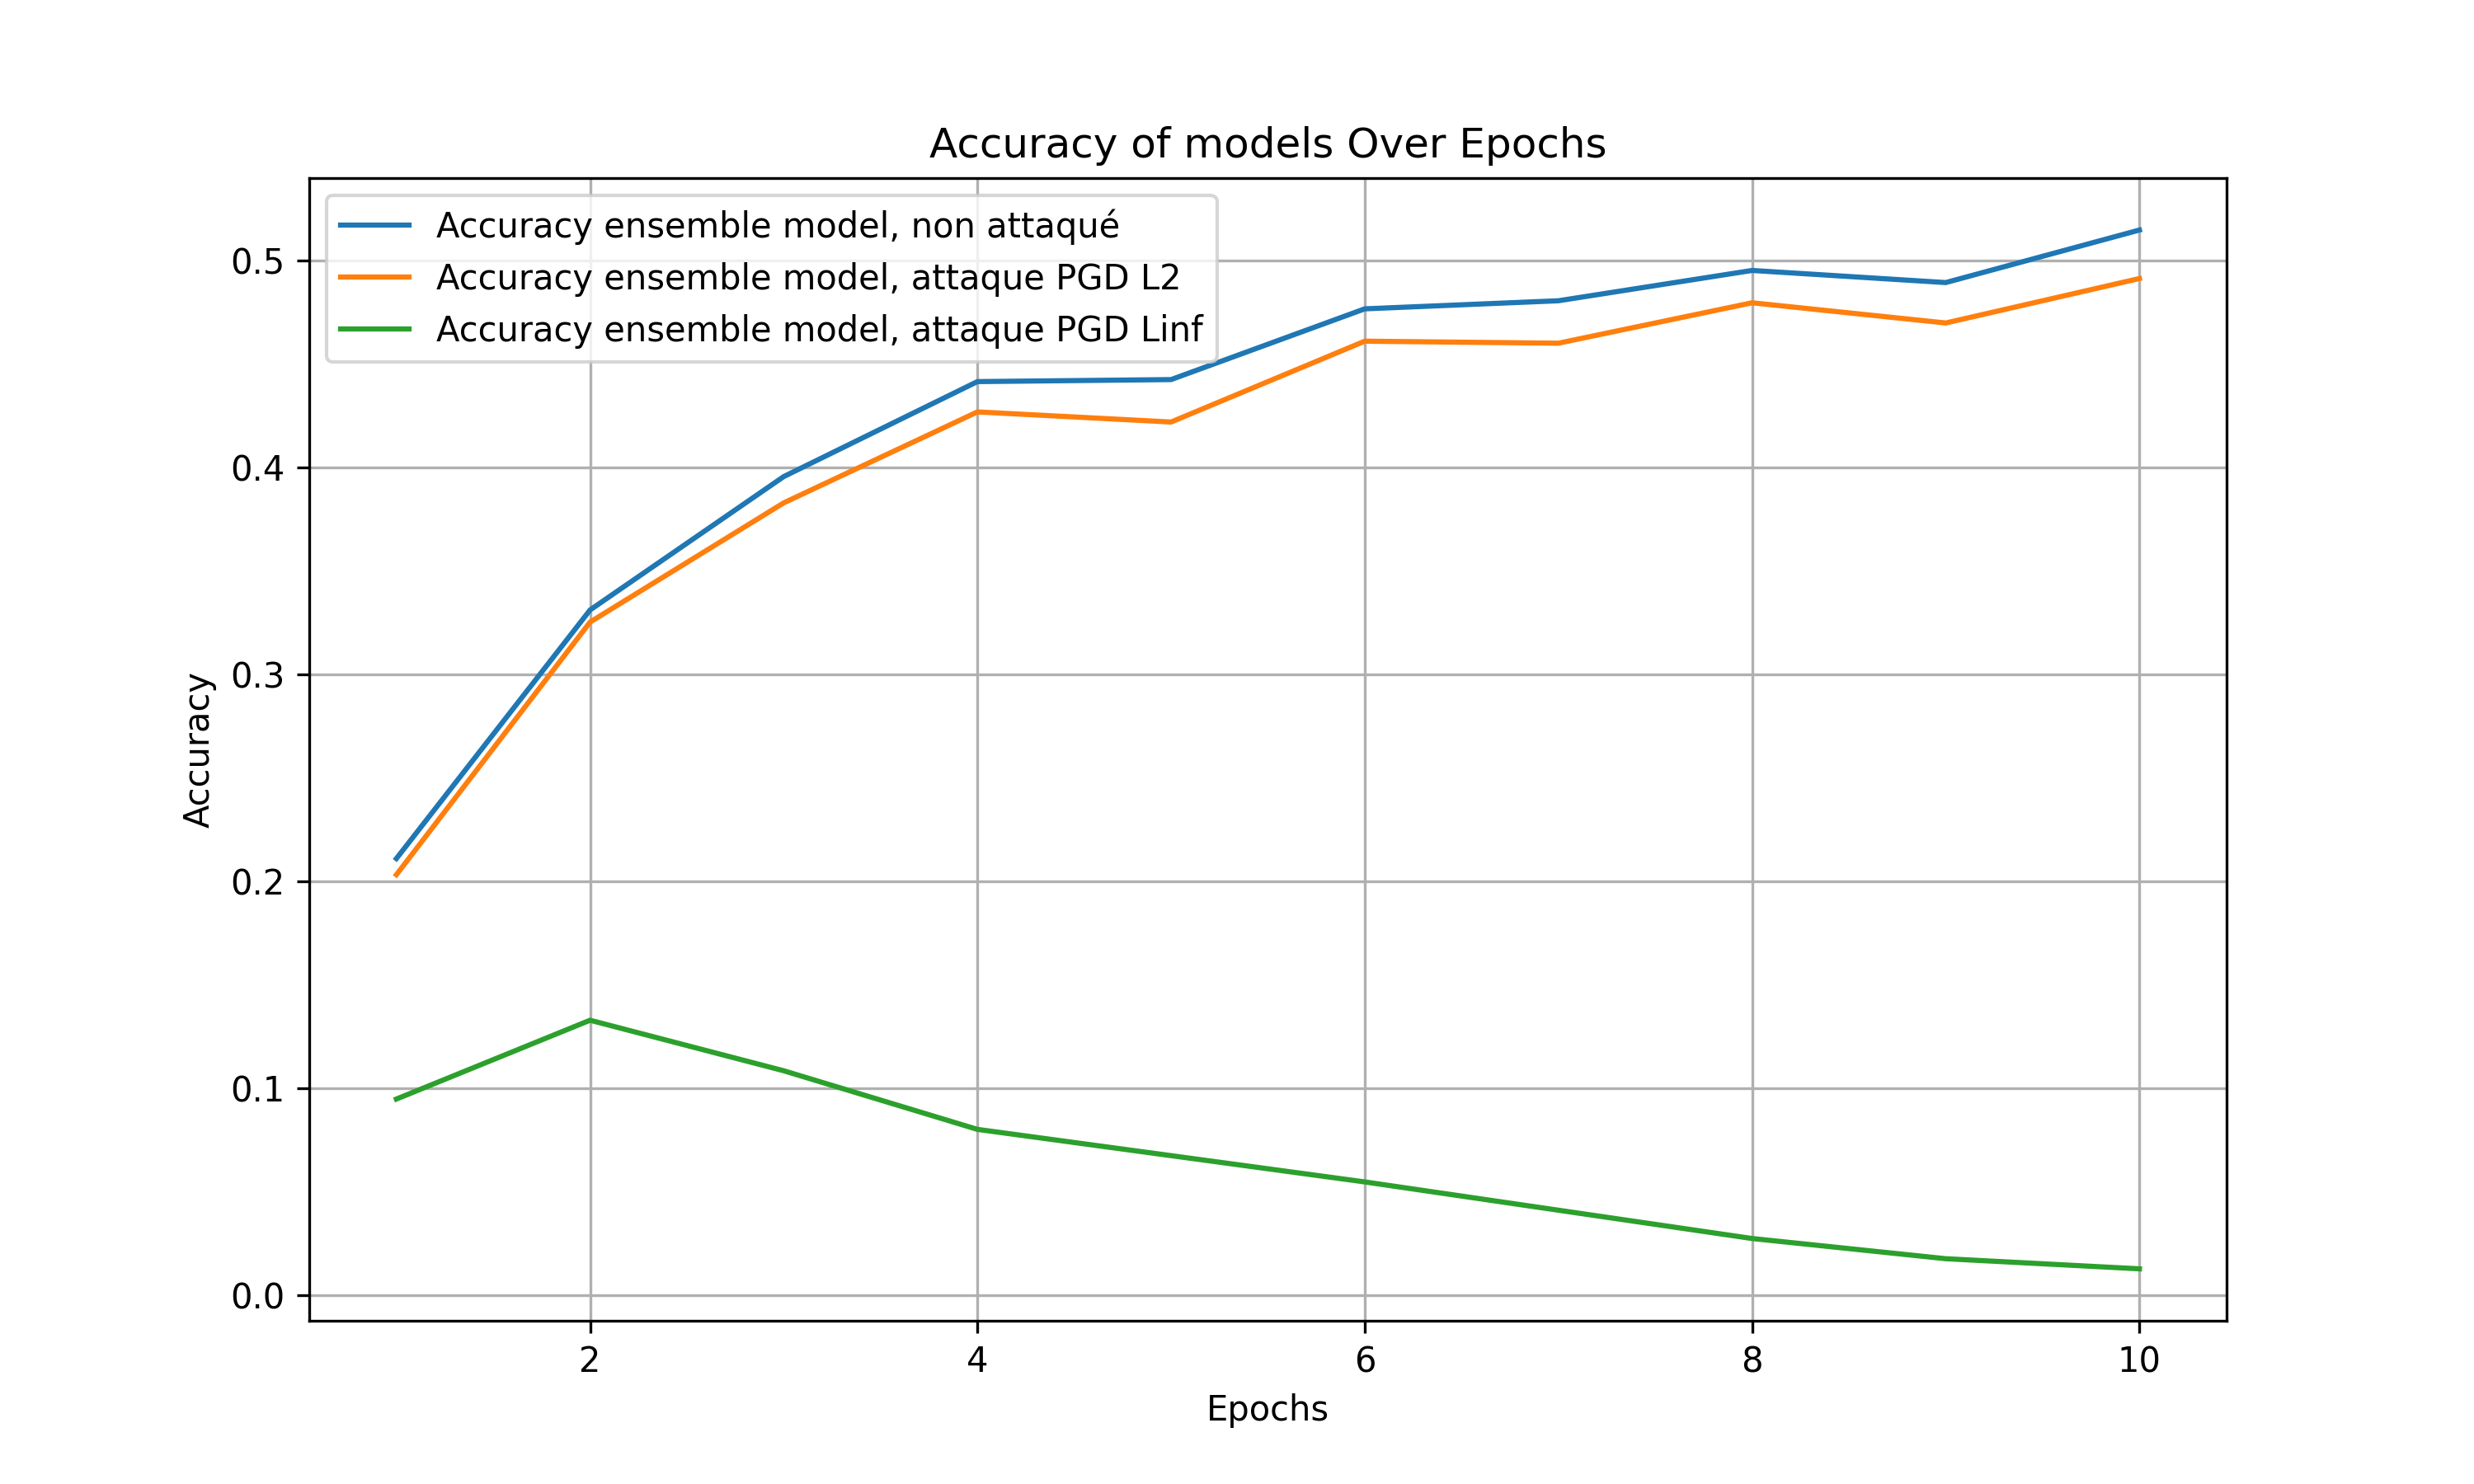 Accuracy of models Over Epochs
Accuracy ensemble model, non attaqué
Accuracy ensemble model, attaque PGD L2
Accuracy ensemble model, attaque PGD Linf
Accuracy
0.5
0.4
0.3
0.2
0.1
0.0
2 4 6 8 10
Epochs